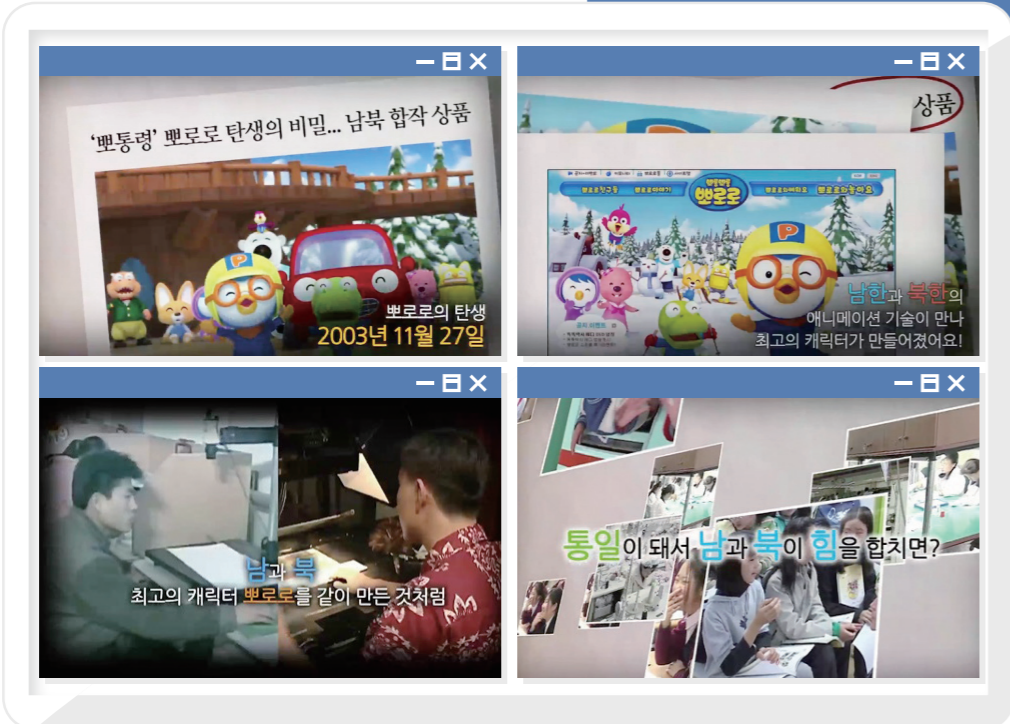 '뽀통령' 뽀로로 탄생의 비밀... 남북 합작 상품
뽀로로의 탄생
2003년 11월 27일
상품
뽀롱뽀롱
뽀로로
남한과 북한의
애니메이션 기술이 만나
최고의 캐릭터가 만들어졌어요!
남과 북
최고의 캐릭터 뽀로로를 같이 만든 것처럼
통일이 돼서 남과 북이 힘을 합치면?